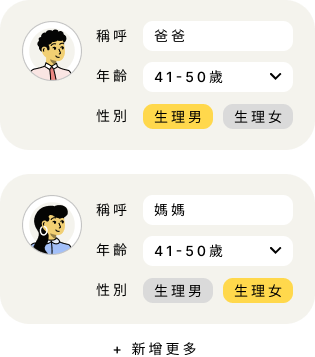 稱呼 爸爸
年齡 41-50歲
性別 生理男 生理女
稱呼 媽媽
年齡 41-50歲
性別 生理男 生理女
+ 新增更多